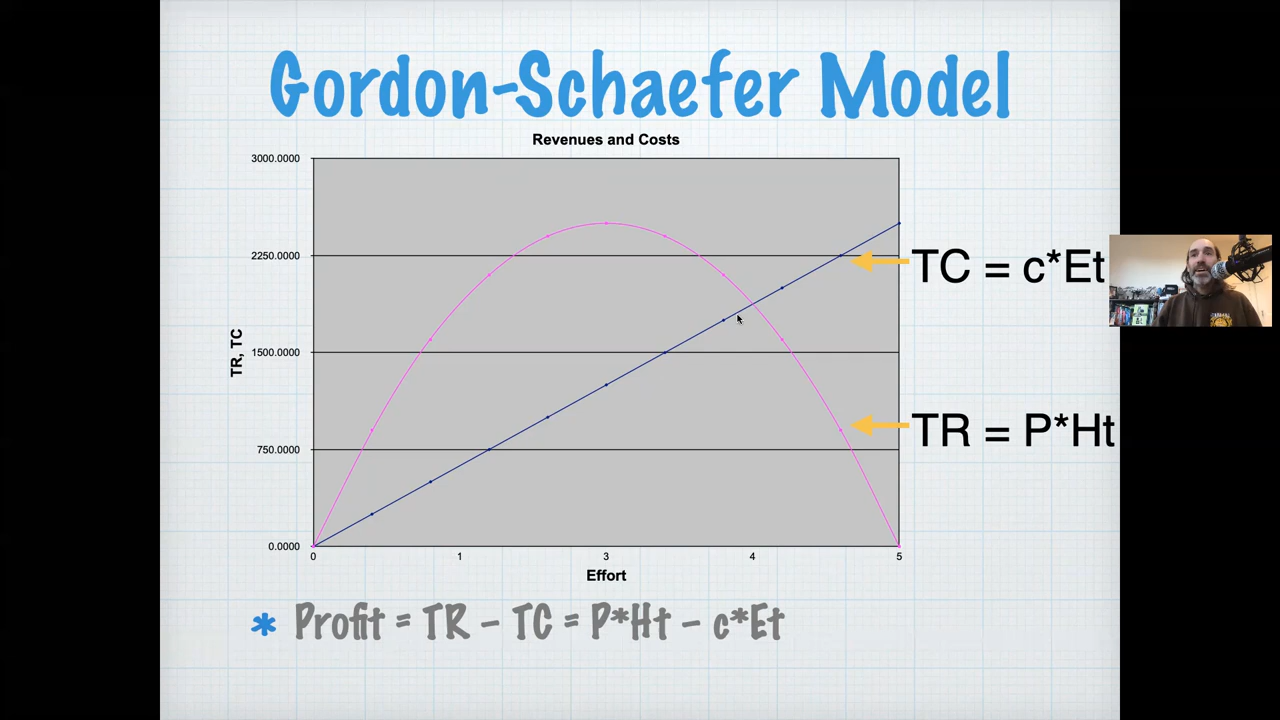 Gordon-Schaefer Model
Revenues and Costs
3000.0000
2250.0000
1500.0000
750.0000
0.0000
TR, TC
0
1
3
4
5
Effort
TC = c*Et
TR = P*Ht
* Profit = TR - TC = P*Ht - c*Et